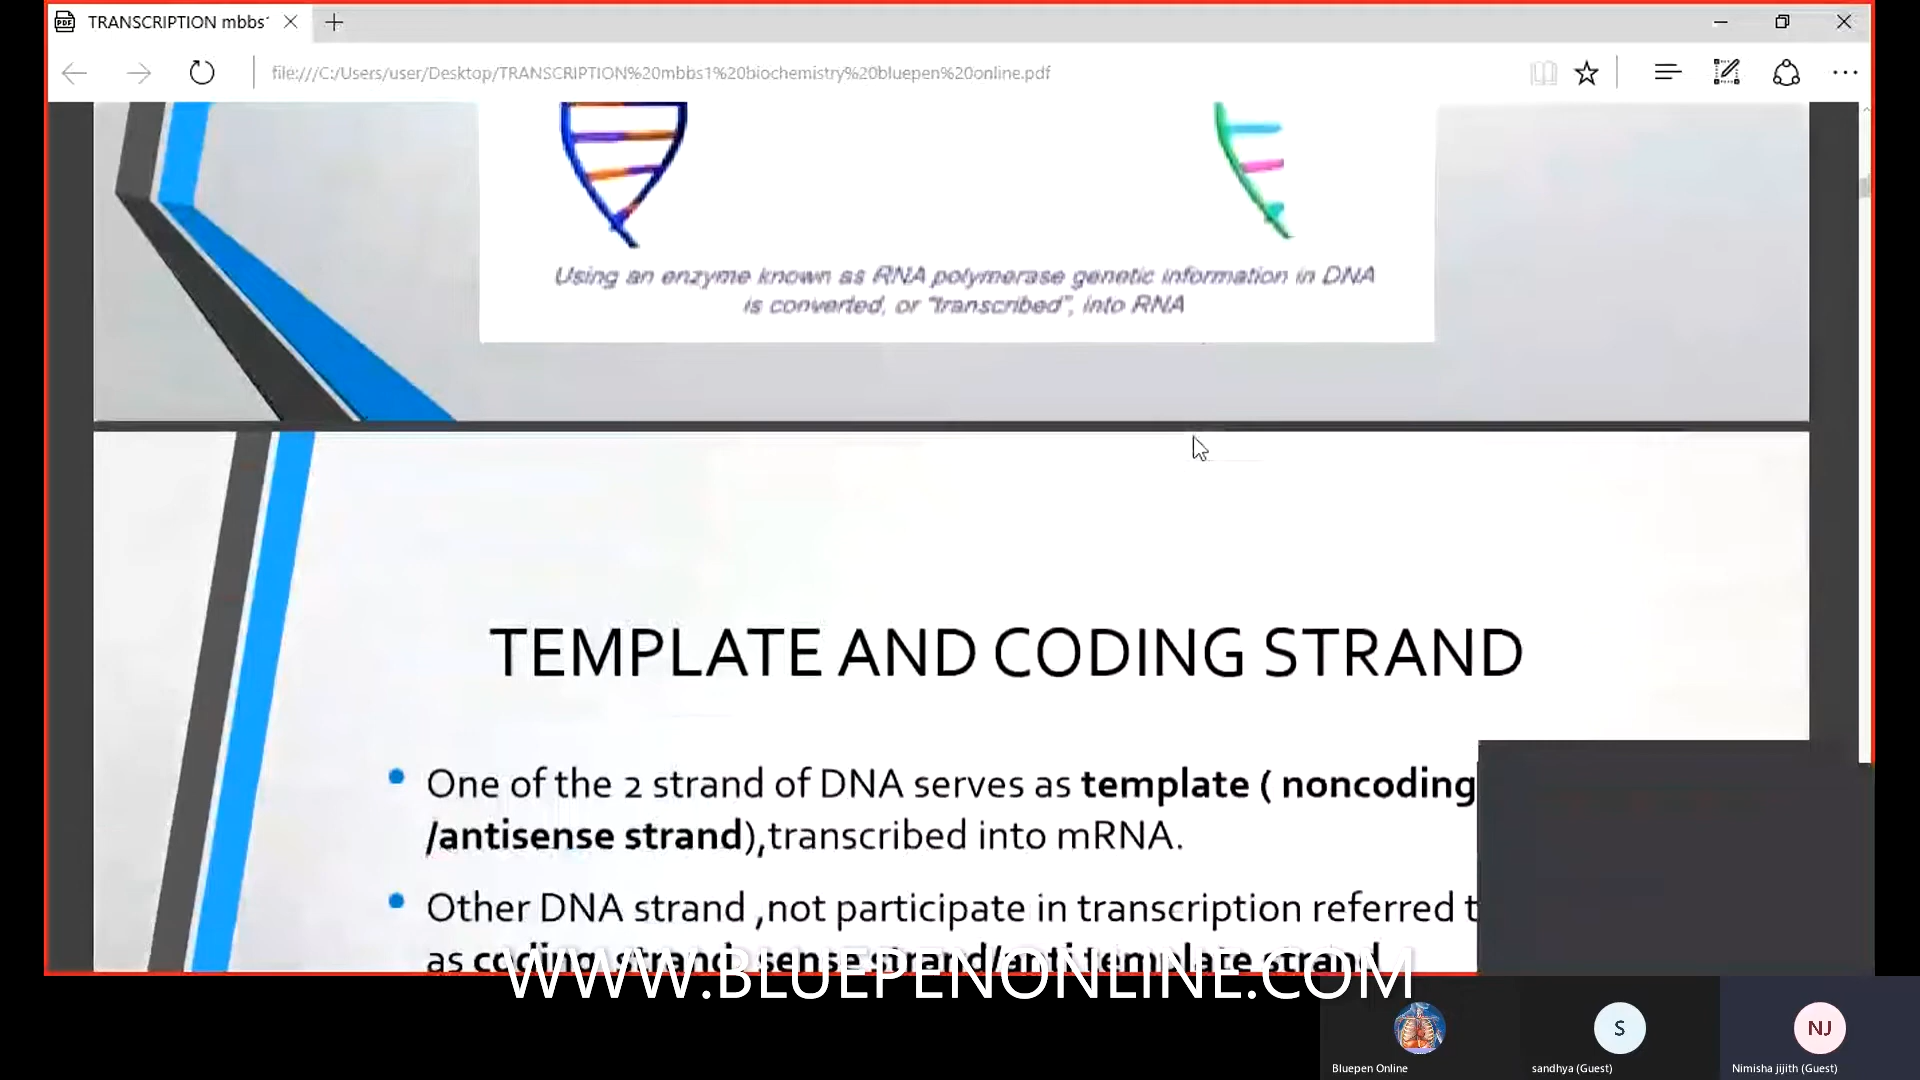 TRANSCRIPTION mbbs1
file:///C:/Users/user/Desktop/TRANSCRIPTION%20mbbs1%20biochemistry%20bluepen%20online.pdf
Using an enzyme known as RNA polymerase genetic information in DNA
is converted, or "transcribed", into RNA
TEMPLATE AND CODING STRAND
One of the 2 strand of DNA serves as template ( noncoding
/antisense strand),transcribed into mRNA.
Other DNA strand ,not participate in transcription referred t
as coding strand sense strand/antitemplate strand
WWW.BLUEPENONLINE.COM
S
NJ
Bluepen Online
sandhya (Guest)
Nimisha jijith (Guest)